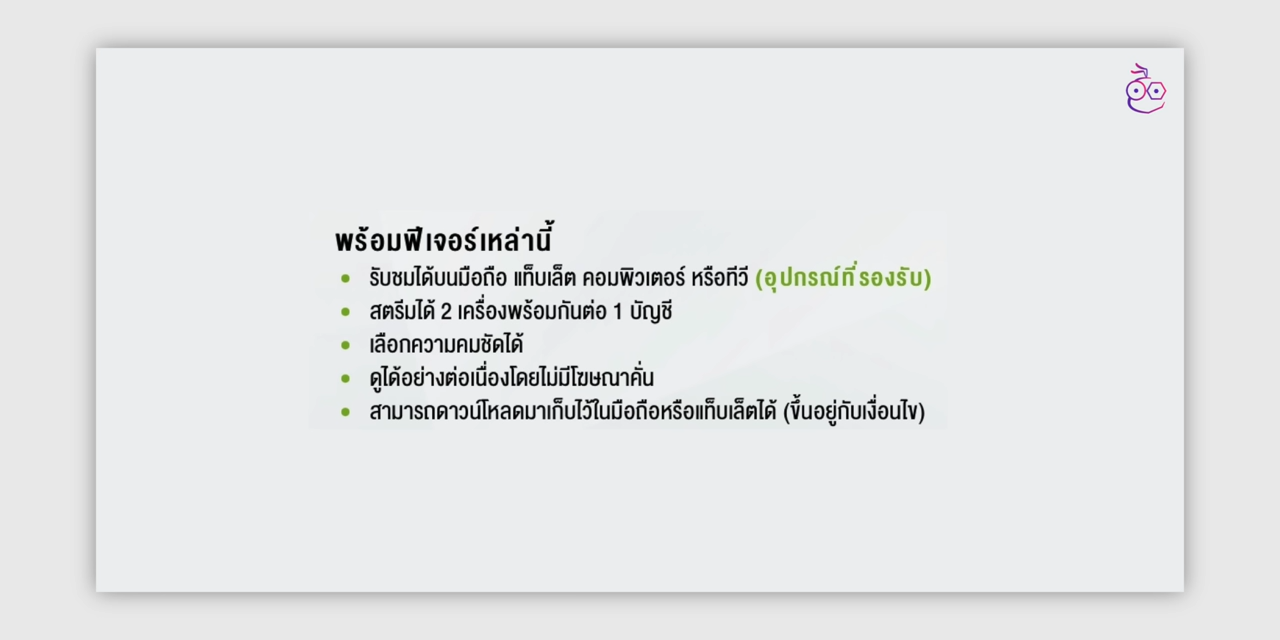 พร้อมฟีเจอร์เหล่านี้
• รับชมได้บนมือถือ แท็บเล็ต คอมพิวเตอร์ หรือทีวี (อุปกรณ์ที่รองรับ)
• สตรีมได้ 2 เครื่องพร้อมกันต่อ 1 บัญชี
• เลือกความคมชัดได้
• ดูได้อย่างต่อเนื่องโดยไม่มีโฆษณาคั่น
• สามารถดาวน์โหลดมาเก็บไว้ในมือถือหรือแท็บเล็ตได้ (ขึ้นอยู่กับเงื่อนไข)